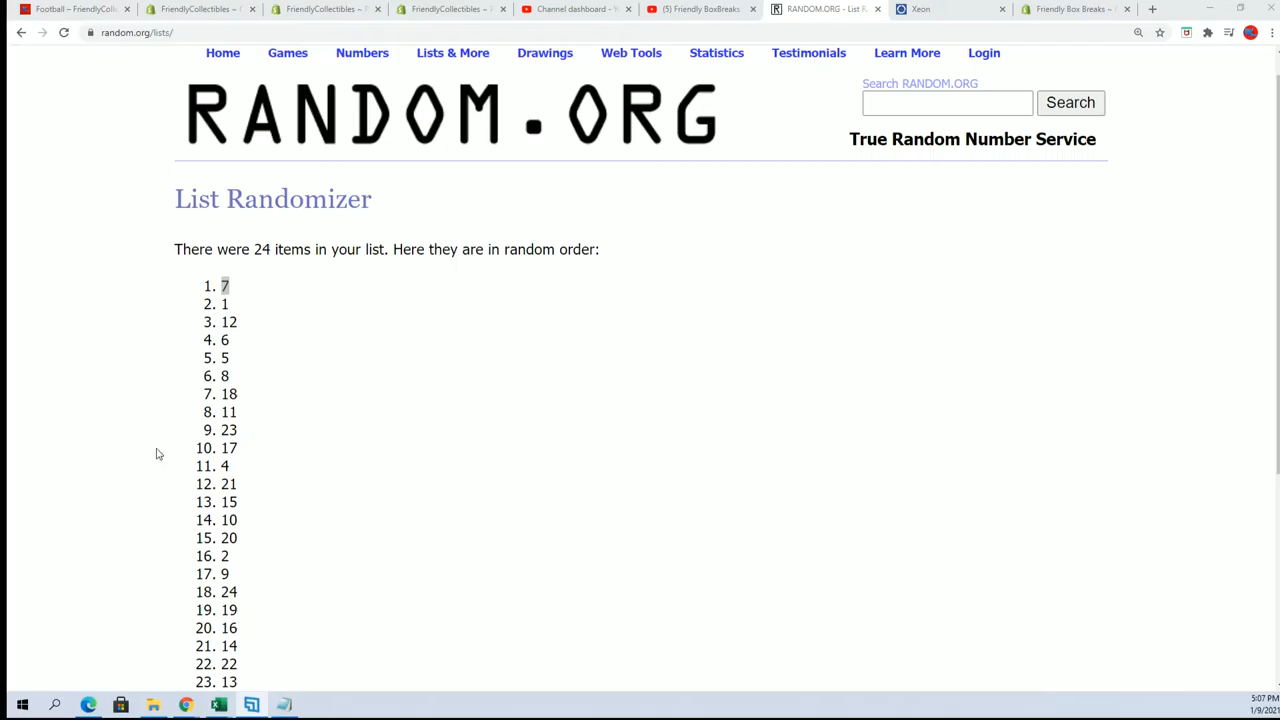 Football – FriendlyColl
FriendlyCollectibles –
FriendlyCollectibles ~ P
FriendlyCollectibles ~ P
Channel dashboard -
(5) Friendly BoxBreaks
RANDOM.ORG - List R
Xeon
Friendly Box Breaks ~
random.org/lists/
Home Games Numbers Lists & More Drawings Web Tools Statistics Testimonials Learn More Login
RANDOM.ORG
Search RANDOM.ORG
Search
True Random Number Service
List Randomizer
There were 24 items in your list. Here they are in random order:
1. 7
2. 1
3. 12
4. 6
5. 5
6. 8
7. 18
8. 11
9. 23
10. 17
11. 4
12. 21
13. 15
14. 10
15. 20
16. 2
17. 9
18. 24
19. 19
20. 16
21. 14
22. 22
23. 13
5:07 PM
1/9/2021